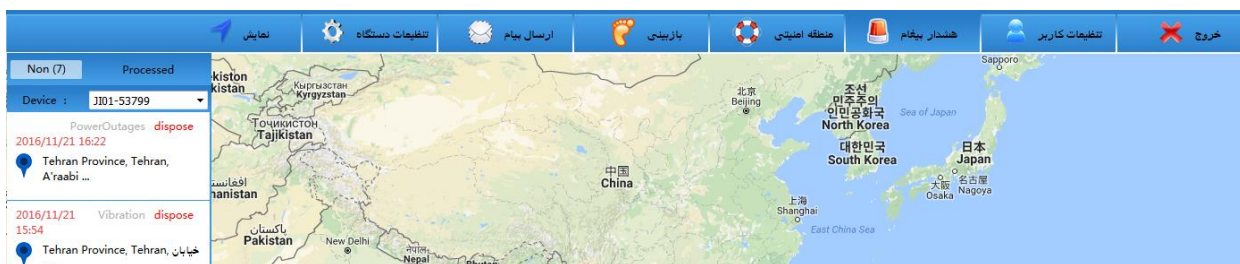 خروج
تنظیمات کاربر
هشدار پیغام
منطقه امنیتی
بازبینی
ارسال پیام
تنظیمات دستگاه
نمایش
Non (7)
Processed
Device :
JI01-53799
PowerOutages dispose
2016/11/21 16:22
Tehran Province, Tehran,
A'raabi ...
2016/11/21 Vibration dispose
15:54
Tehran Province, Tehran, خیابان
kiston
kistan
Кыргызстан
Kyrgyzstan
Тоҷикистон
Tajikistan
افغانس
hanistan
پاکستان
Pakistan
New Delhi
नेपाल
Nepal
Bhutan
中国
China
北京
Beijing
上海
Shanghai
East China Sea
조선
민주주의
인민공화국
North Korea
대한민국
South Korea
Sea of Japan
Sapporo
日本
Japan
大阪
Osaka
名古屋
Nagoya